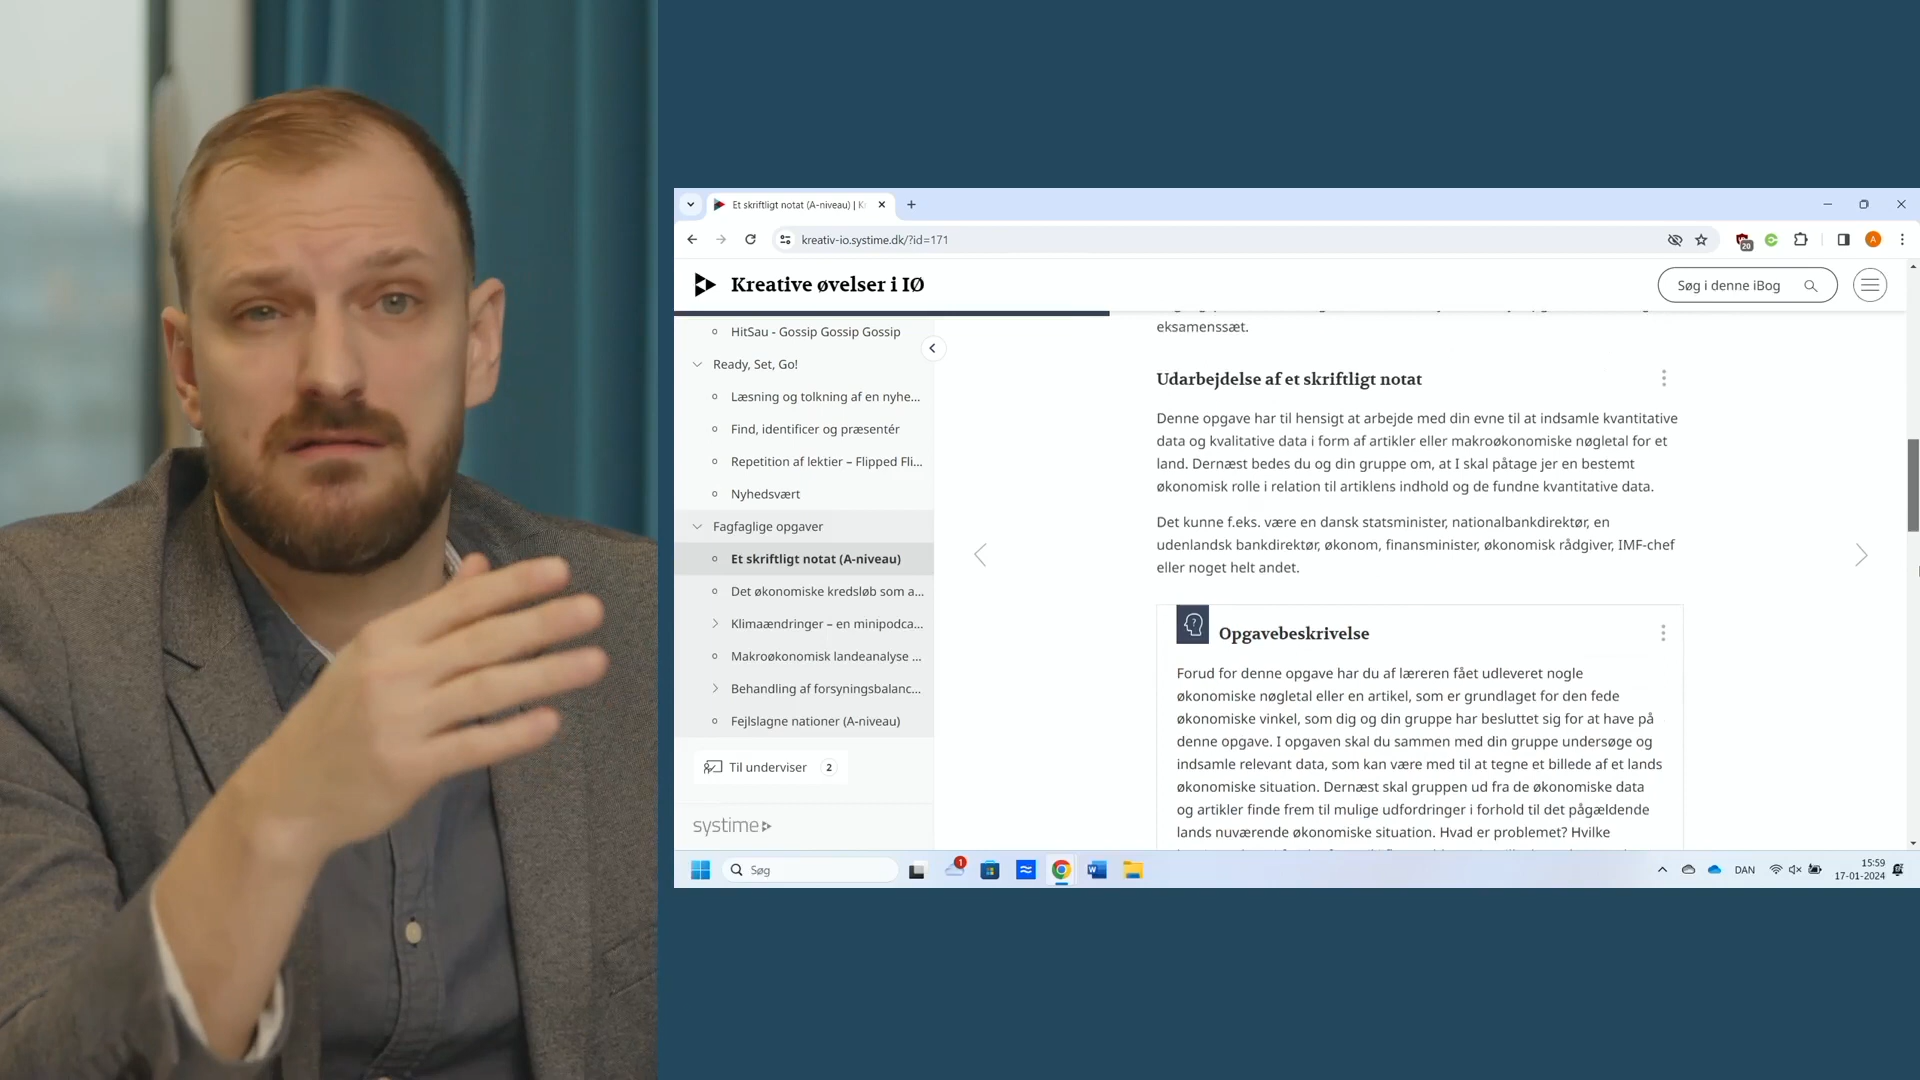 Et skriftligt notat (A-niveau) | K
kreativ-io.systime.dk/?id=171
20
A
Kreative øvelser i IØ
Søg i denne iBog
HitSau - Gossip Gossip Gossip
Ready, Set, Go!
Læsning og tolkning af en nyhe...
Find, identificer og præsentér
Repetition af lektier – Flipped Fli...
Nyhedsvært
Fagfaglige opgaver
Et skriftligt notat (A-niveau)
Det økonomiske kredsløb som a...
Klimaændringer – en minipodca...
Makroøkonomisk landeanalyse ...
Behandling af forsyningsbalanc...
Fejlslagne nationer (A-niveau)
Til underviser 2
systime
eksamenssæt.
Udarbejdelse af et skriftligt notat
Denne opgave har til hensigt at arbejde med din evne til at indsamle kvantitative
data og kvalitative data i form af artikler eller makroøkonomiske nøgletal for et
land. Dernæst bedes du og din gruppe om, at I skal påtage jer en bestemt
økonomisk rolle i relation til artiklens indhold og de fundne kvantitative data.
Det kunne f.eks. være en dansk statsminister, nationalbankdirektør, en
udenlandsk bankdirektør, økonom, finansminister, økonomisk rådgiver, IMF-chef
eller noget helt andet.
Opgavebeskrivelse
Forud for denne opgave har du af læreren fået udleveret nogle
økonomiske nøgletal eller en artikel, som er grundlaget for den fede
økonomiske vinkel, som dig og din gruppe har besluttet sig for at have på
denne opgave. I opgaven skal du sammen med din gruppe undersøge og
indsamle relevant data, som kan være med til at tegne et billede af et lands
økonomiske situation. Dernæst skal gruppen ud fra de økonomiske data
og artikler finde frem til mulige udfordringer i forhold til det pågældende
lands nuværende økonomiske situation. Hvad er problemet? Hvilke
Søg
1
DAN
15:59
17-01-2024